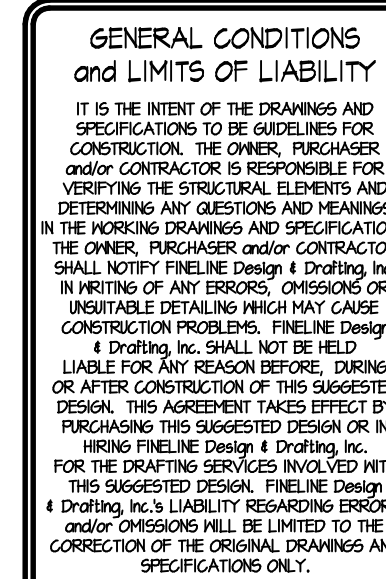 GENERAL CONDITIONS
and LIMITS OF LIABILITY
IT IS THE INTENT OF THE DRAWINGS AND
SPECIFICATIONS TO BE GUIDELINES FOR
CONSTRUCTION. THE OWNER, PURCHASER
and/or CONTRACTOR IS RESPONSIBLE FOR
VERIFYING THE STRUCTURAL ELEMENTS AND
DETERMINING ANY QUESTIONS AND MEANINGS
IN THE WORKING DRAWINGS AND SPECIFICATIO
THE OWNER, PURCHASER and/or CONTRACTO
SHALL NOTIFY FINELINE Design & Drafting, Inc
IN WRITING OF ANY ERRORS, OMISSIONS OR
UNSUITABLE DETAILING WHICH MAY CAUSE
CONSTRUCTION PROBLEMS. FINELINE Design
& Drafting, Inc. SHALL NOT BE HELD
LIABLE FOR ANY REASON BEFORE, DURING
OR AFTER CONSTRUCTION OF THIS SUGGESTE
DESIGN. THIS AGREEMENT TAKES EFFECT BY
PURCHASING THIS SUGGESTED DESIGN OR IN
HIRING FINELINE Design & Drafting, Inc.
FOR THE DRAFTING SERVICES INVOLVED WIT
THIS SUGGESTED DESIGN. FINELINE Design
& Drafting, Inc.'s LIABILITY REGARDING ERROR
and/or OMISSIONS WILL BE LIMITED TO THE
CORRECTION OF THE ORIGINAL DRAWINGS AN
SPECIFICATIONS ONLY.